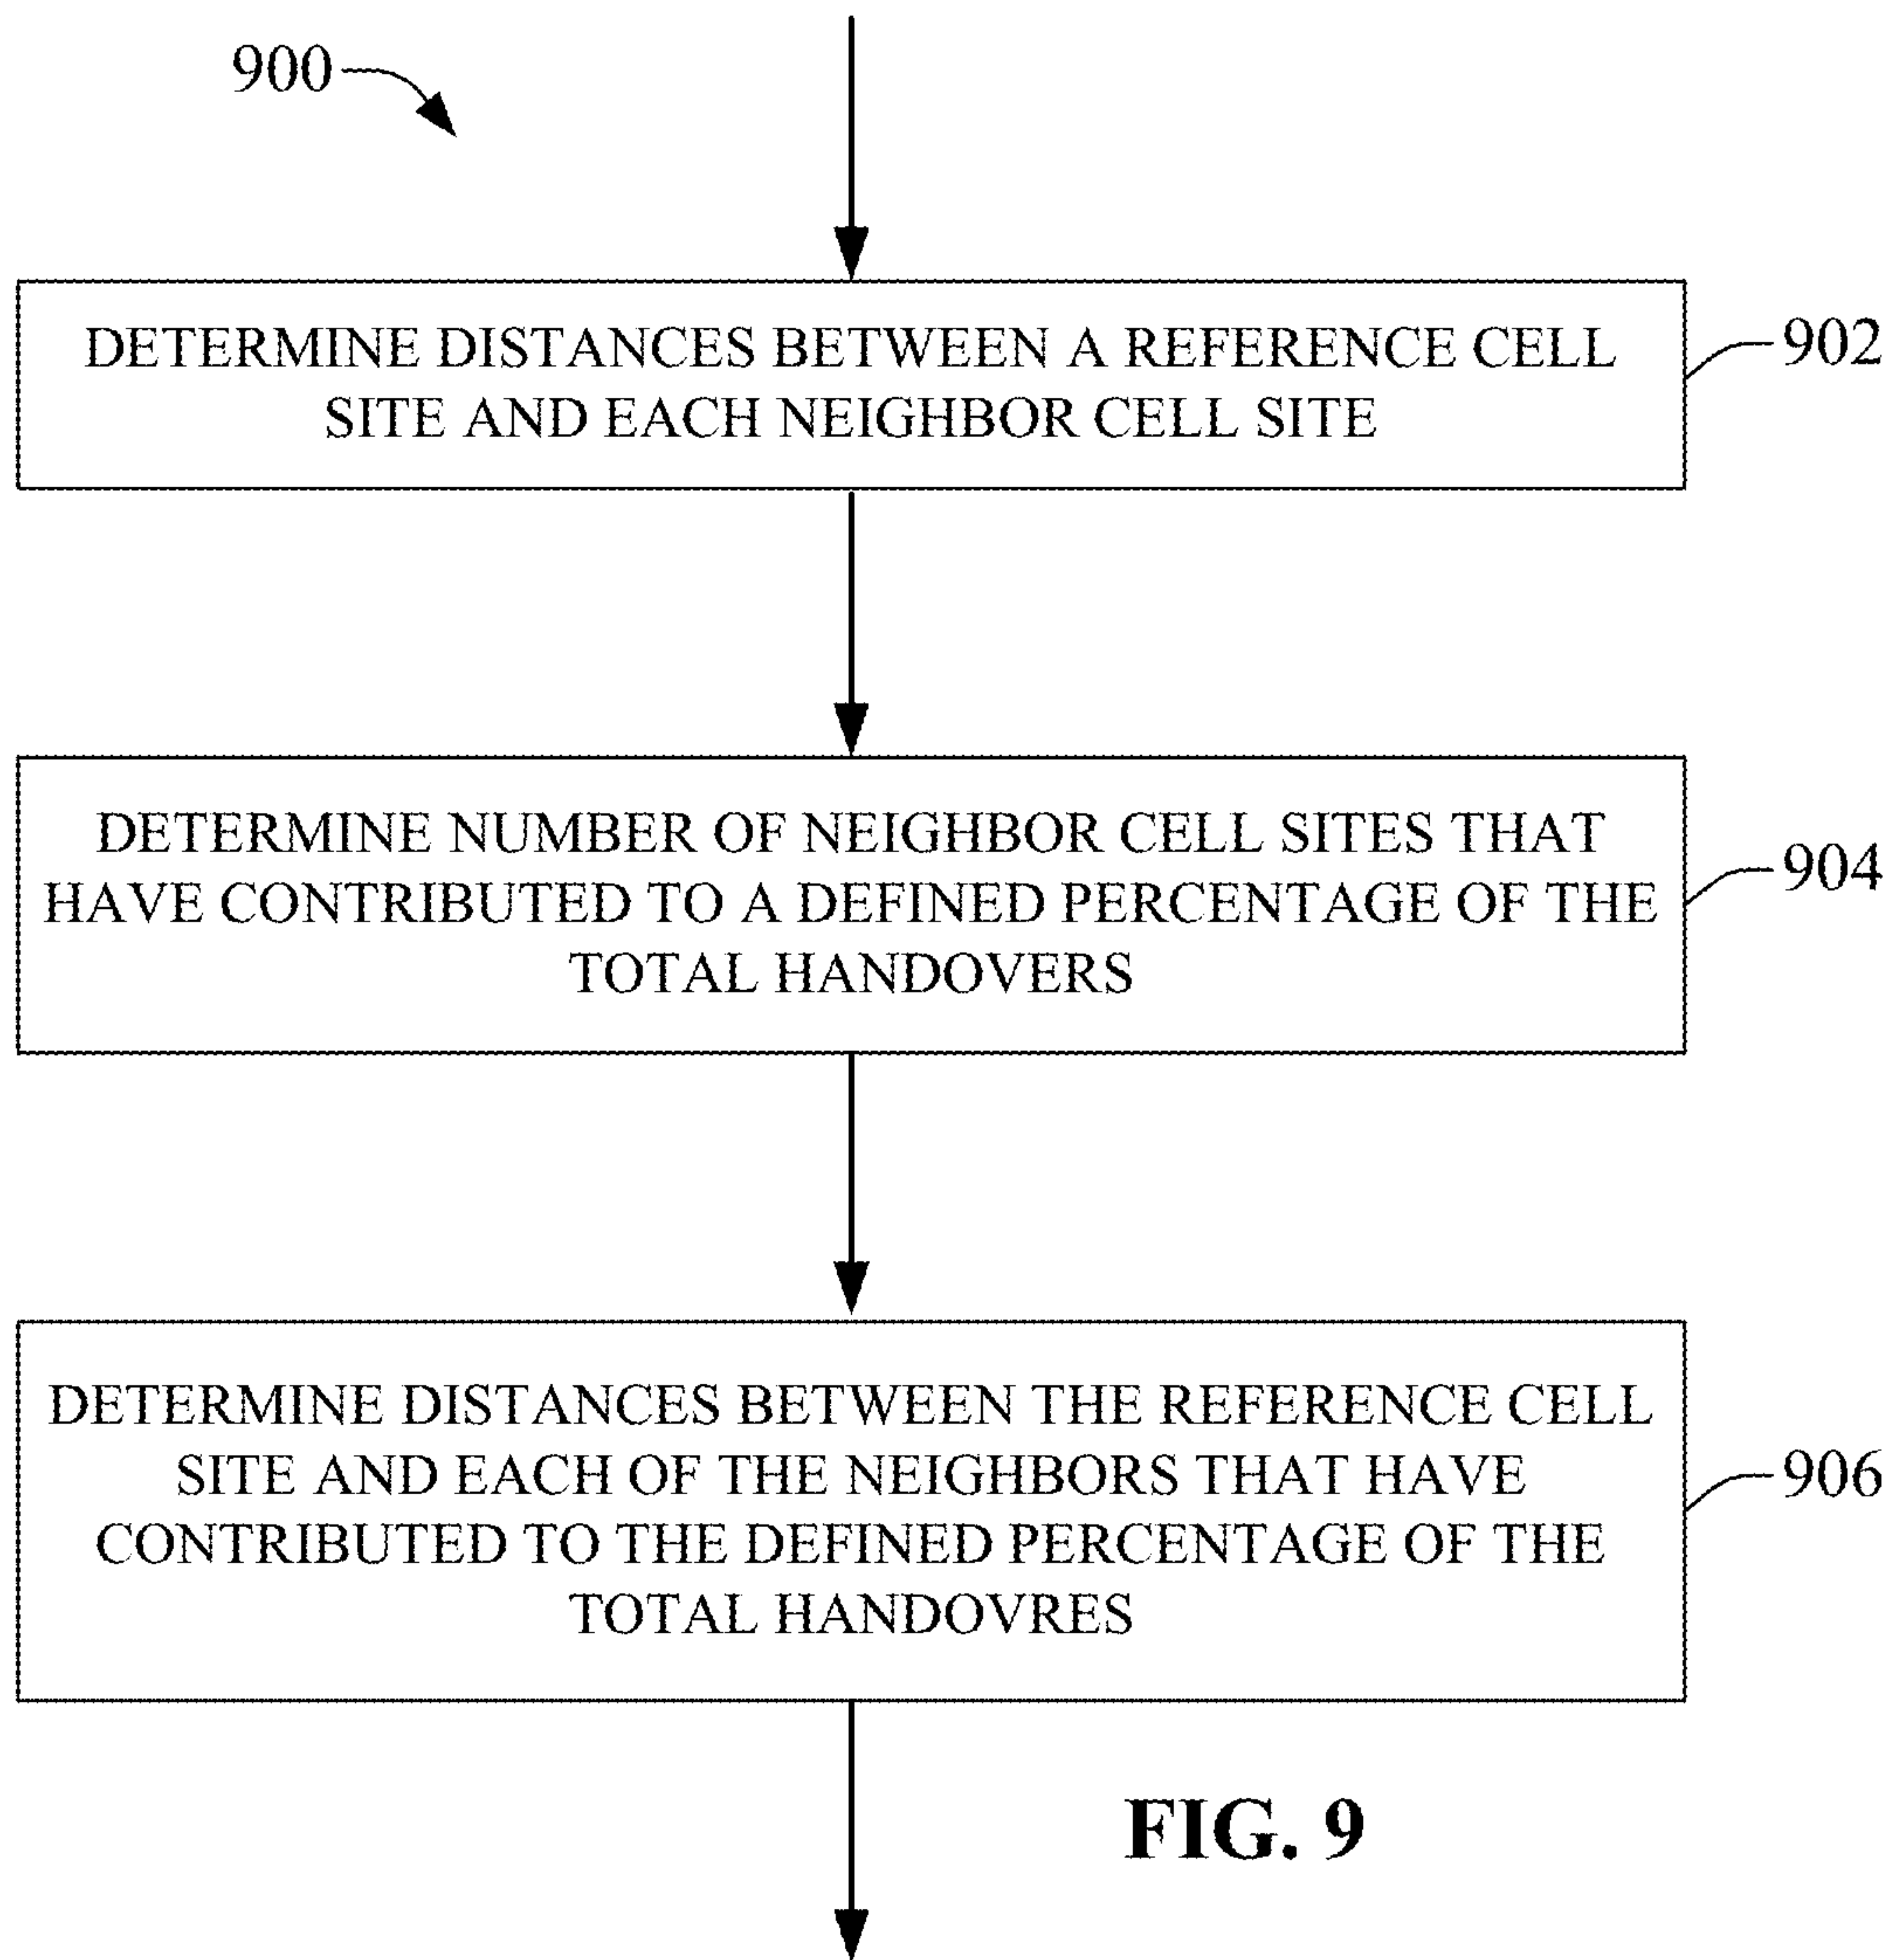 900
DETERMINE DISTANCES BETWEEN A REFERENCE CELL
SITE AND EACH NEIGHBOR CELL SITE
902
DETERMINE NUMBER OF NEIGHBOR CELL SITES THAT
HAVE CONTRIBUTED TO A DEFINED PERCENTAGE OF THE
TOTAL HANDOVERS
904
DETERMINE DISTANCES BETWEEN THE REFERENCE CELL
SITE AND EACH OF THE NEIGHBORS THAT HAVE
CONTRIBUTED TO THE DEFINED PERCENTAGE OF THE
TOTAL HANDOVRES
906
FIG. 9